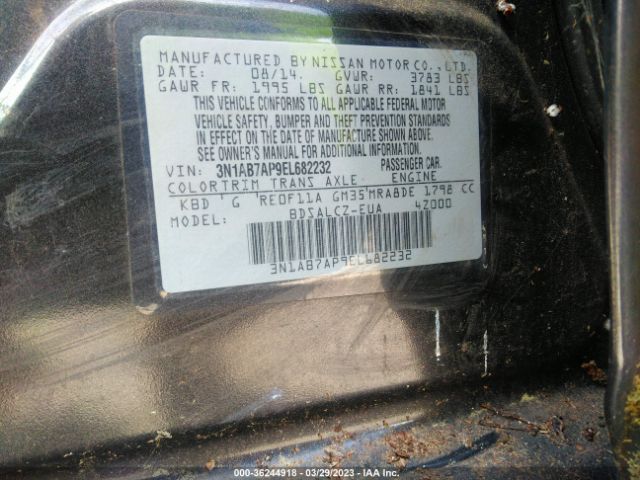 MANUFACTURED BY NISSAN MOTOR CO., LTD.
DATE: 08/14. GVWR: 3783 LBS
GAWR FR: 1995 LBS GAWR RR: 1841 LBS
THIS VEHICLE CONFORMS TO ALL APPLICABLE FEDERAL MOTOR
VEHICLE SAFETY, BUMPER AND THEFT PREVENTION STANDARDS
IN EFFECT ON THE DATE OF MANUFACTURE SHOWN ABOVE.
SEE OWNER'S MANUAL FOR ADDITIONAL INFORMATION.
VIN: 3N1AB7AP9EL682232 PASSENGER CAR.
COLOR TRIM TRANS AXLE ENGINE
KBD G RE0F11A GM35 MRA8DE 1798 CC
MODEL: BDSALCZ-EUA 4Z000
3N1AB7AP9EL682232
000-36244918 - 03/29/2023 - IAA Inc.